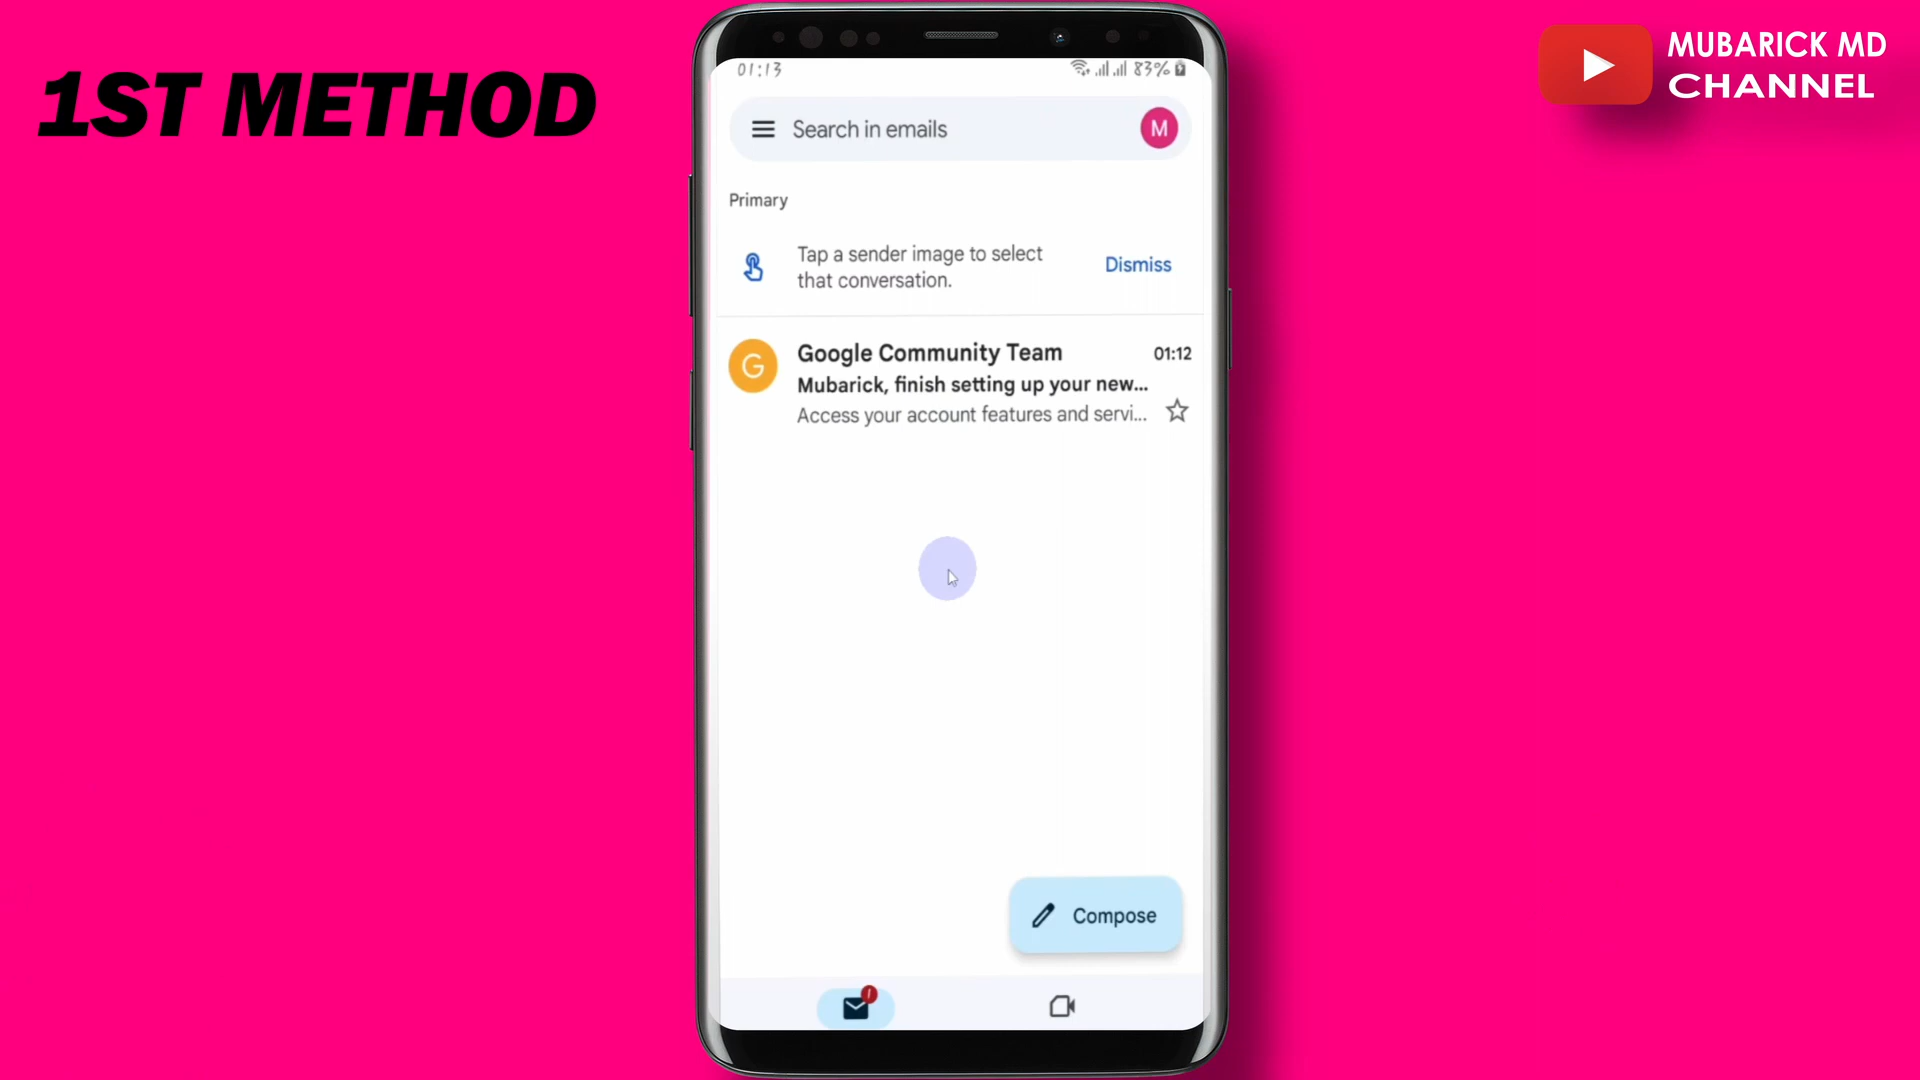 1ST METHOD
MUBARICK MD
CHANNEL
01:13
83%
Search in emails
M
Primary
Tap a sender image to select
that conversation.
Dismiss
G
Google Community Team
01:12
Mubarick, finish setting up your new...
Access your account features and servi...
Compose
1